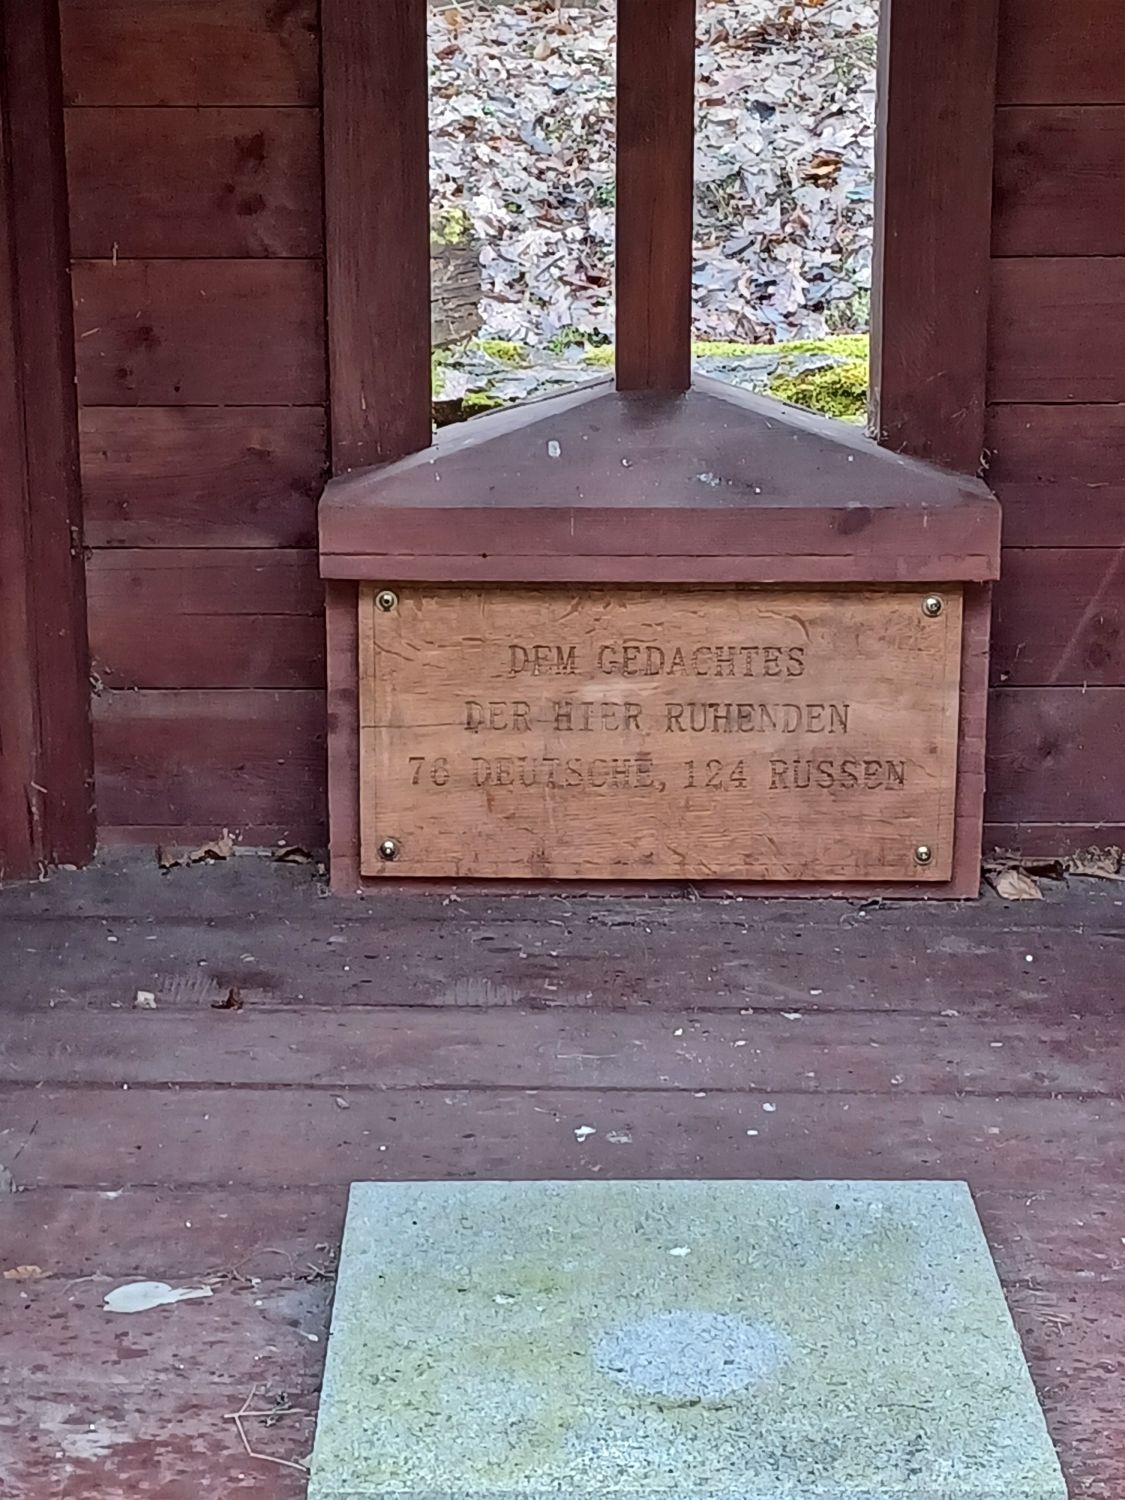 DEM GEDACHTES
DER HIER RUHENDEN
76 DEUTSCHE, 124 RUSSEN